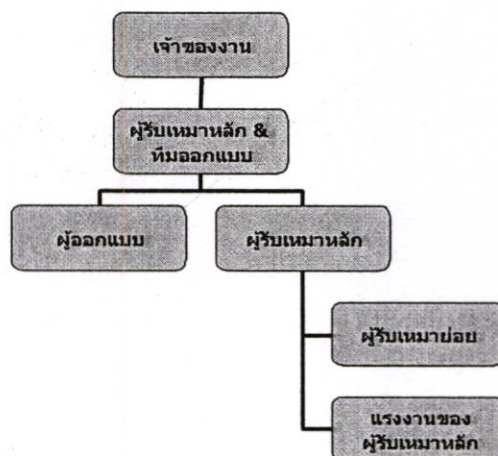 เจ้าของงาน
ผู้รับเหมาหลัก &
ทีมออกแบบ
ผู้ออกแบบ
ผู้รับเหมาหลัก
ผู้รับเหมาย่อย
แรงงานของ
ผู้รับเหมาหลัก